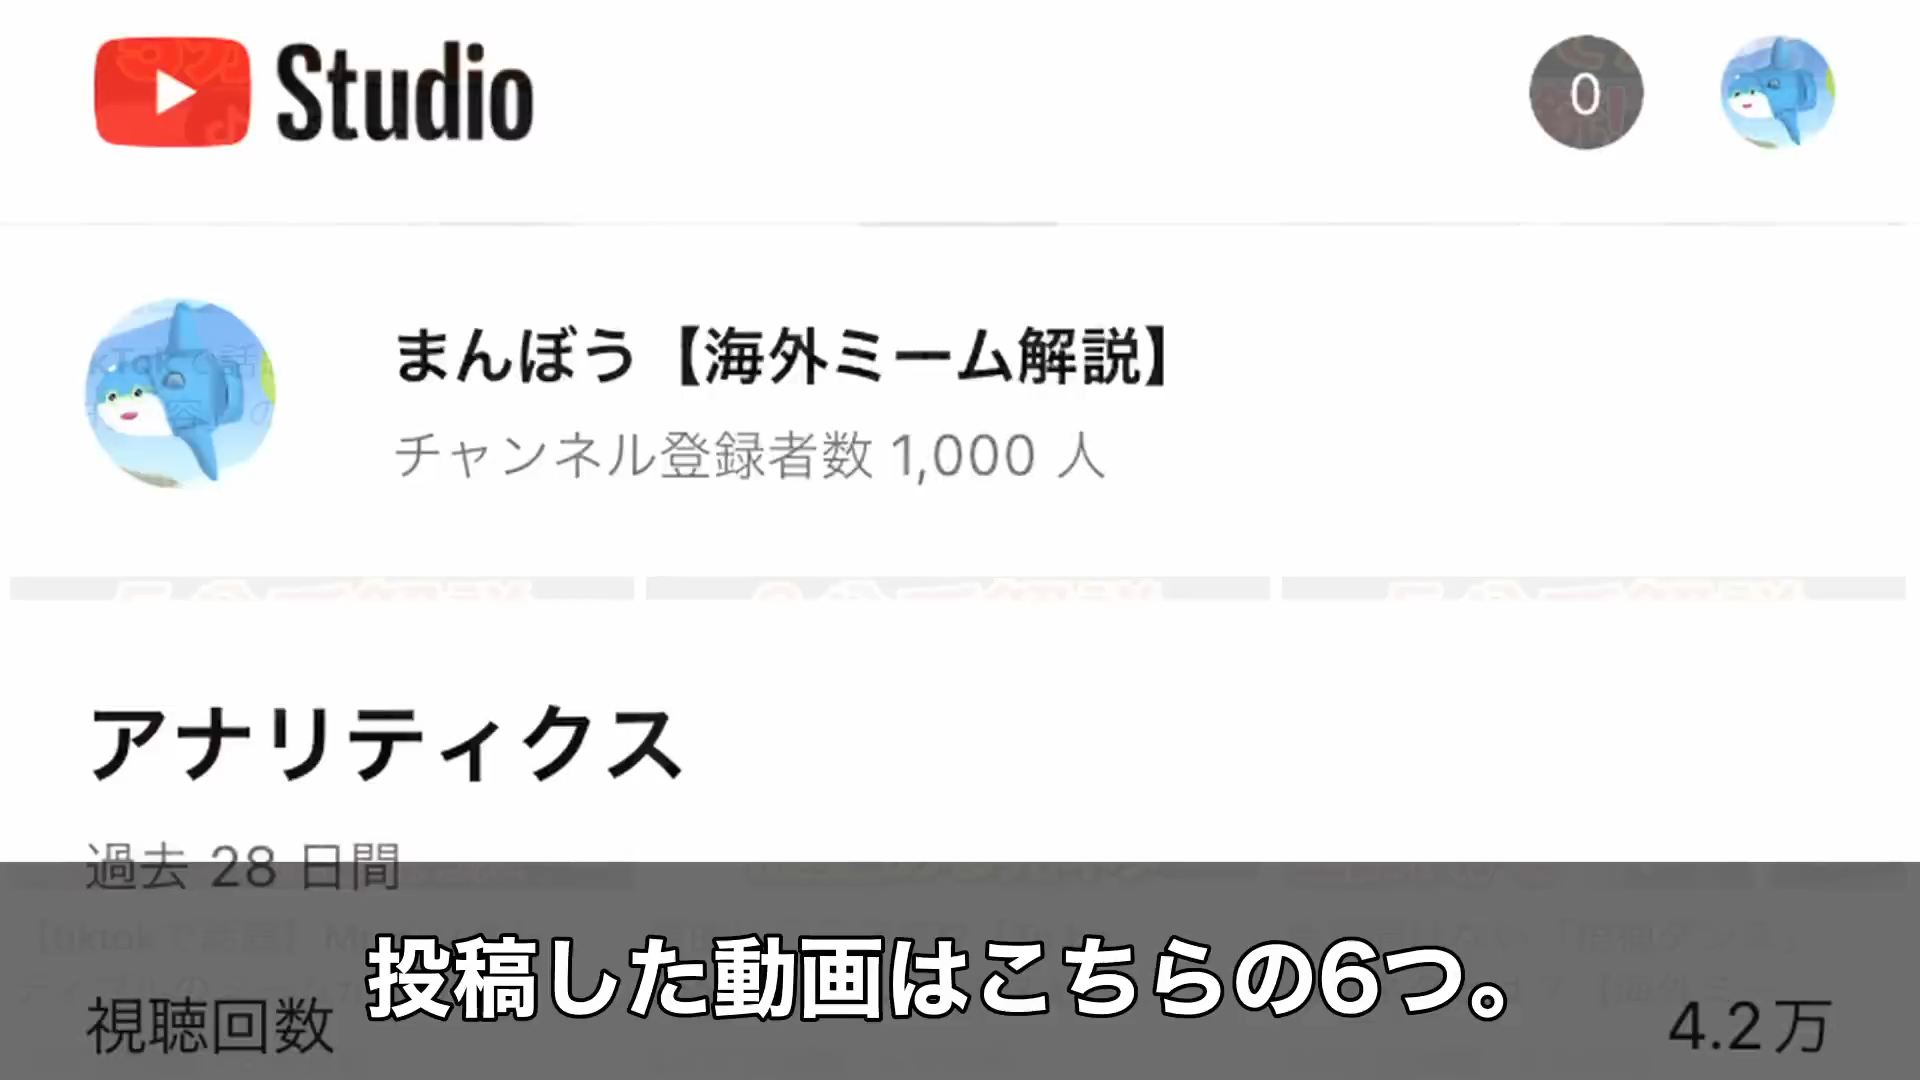 Studio
0
まんぼう【海外ミーム解説】
チャンネル登録者数 1,000 人
アナリティクス
過去 28 日間
投稿した動画はこちらの6つ。
視聴回数
4.2万